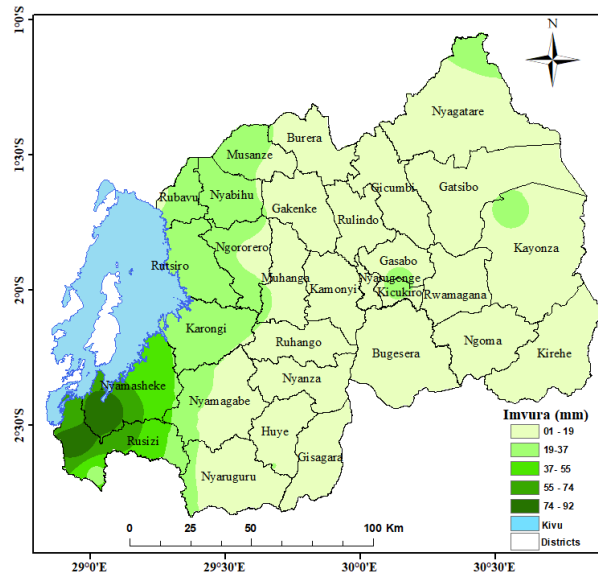 1°0'S
N
Nyagatare
Burera
1°30'S
Musanze
Gicumbi
Gatsibo
Rubavu
Nyabihu
Gakenke
Rulindo
Ngororero
Kayonza
Rutsiro
Gasabo
Muhanga
Nyarugenge
2°0'S
Kamonyi
Kicukiro
Rwamagana
Karongi
Ruhango
Bugesera
Ngoma
Kirehe
Nyamasheke
Nyanza
Nyamagabe
2°30'S
Huye
Rusizi
Gisagara
Nyaruguru
Imvura (mm)
01 - 19
19-37
37- 55
55 - 74
74 - 92
Kivu
Districts
0 25 50 100 Km
29°0'E 29°30'E 30°0'E 30°30'E